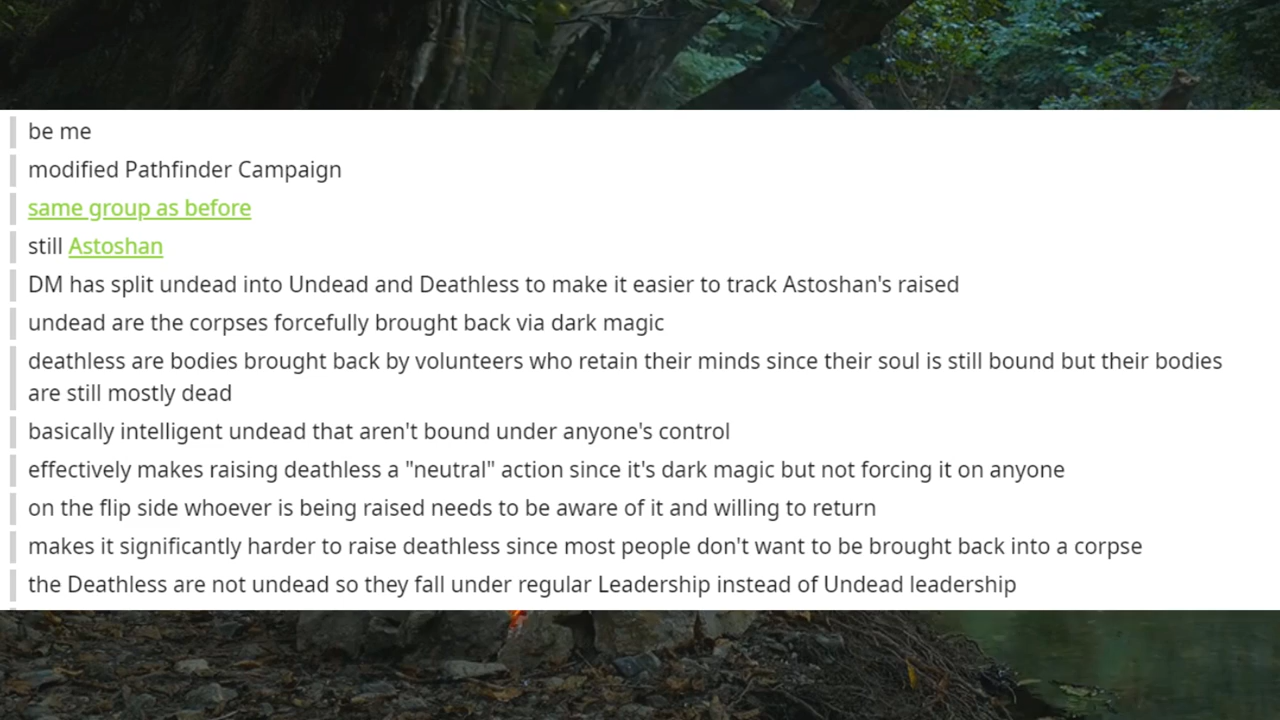 be me
modified Pathfinder Campaign
same group as before
still Astoshan
DM has split undead into Undead and Deathless to make it easier to track Astoshan's raised
undead are the corpses forcefully brought back via dark magic
deathless are bodies brought back by volunteers who retain their minds since their soul is still bound but their bodies
are still mostly dead
basically intelligent undead that aren't bound under anyone's control
effectively makes raising deathless a "neutral" action since it's dark magic but not forcing it on anyone
on the flip side whoever is being raised needs to be aware of it and willing to return
makes it significantly harder to raise deathless since most people don't want to be brought back into a corpse
the Deathless are not undead so they fall under regular Leadership instead of Undead leadership